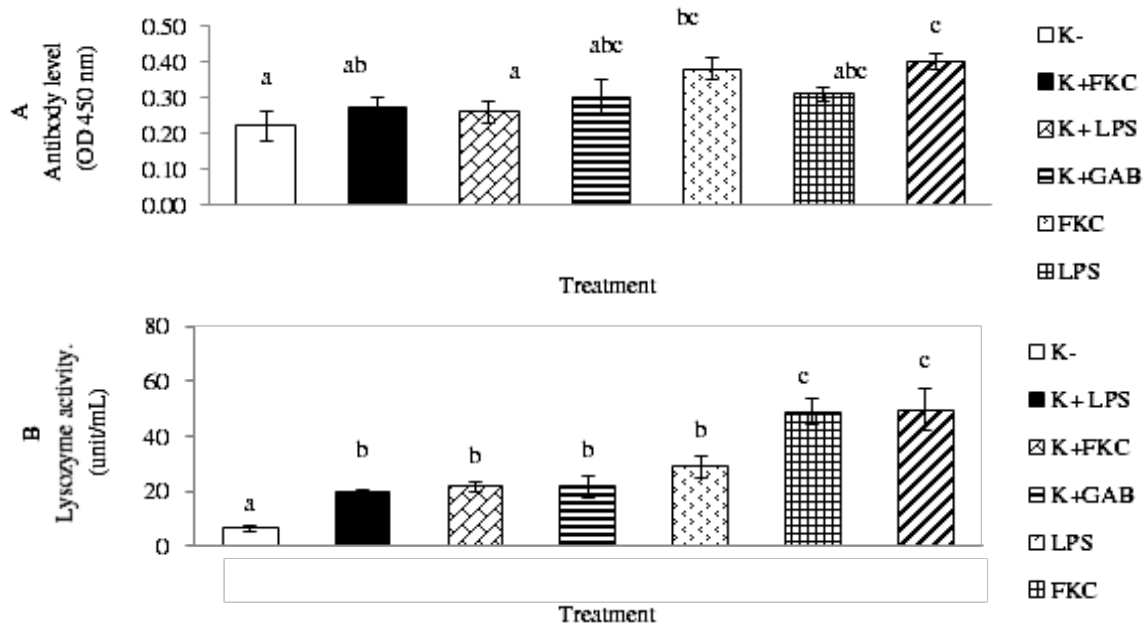 A
Antibody level
(OD 450 nm)
0.50
0.40
0.30
0.20
0.10
0.00
a
ab
a
abc
bc
abc
c
K-
K+FKC
K+LPS
K+GAB
FKC
LPS
Treatment
B
Lysozyme activity.
(unit/mL)
80
60
40
20
0
a
b
b
b
b
c
c
K-
K+LPS
K+FKC
K+GAB
LPS
FKC
Treatment